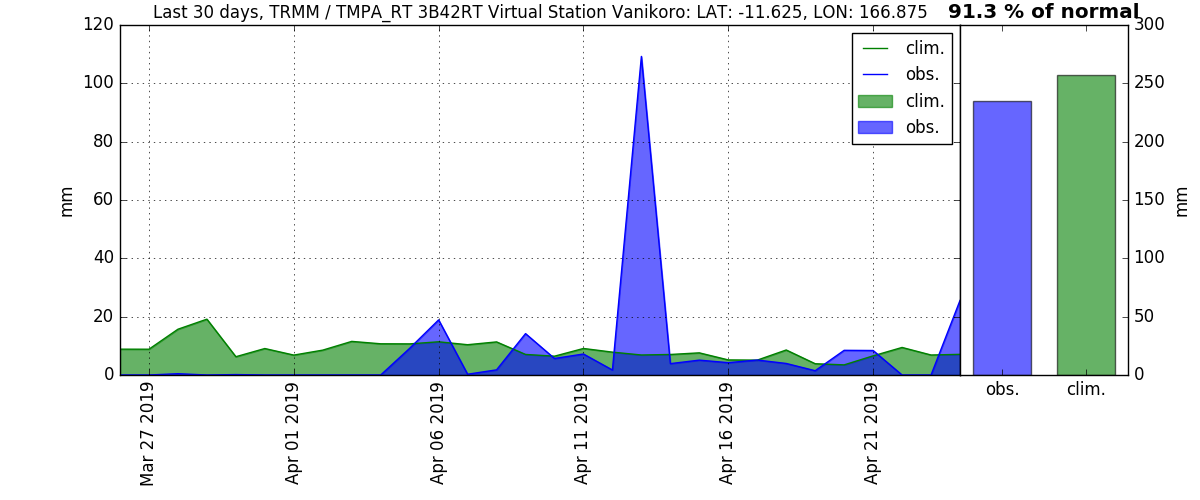 Last 30 days, TRMM / TMPA_RT 3B42RT Virtual Station Vanikoro: LAT: -11.625, LON: 166.875
91.3 % of normal
120
100
80
60
40
20
0
mm
clim.
obs.
clim.
obs.
Mar 27 2019
Apr 01 2019
Apr 06 2019
Apr 11 2019
Apr 16 2019
Apr 21 2019
300
250
200
150
100
50
0
mm
obs.
clim.